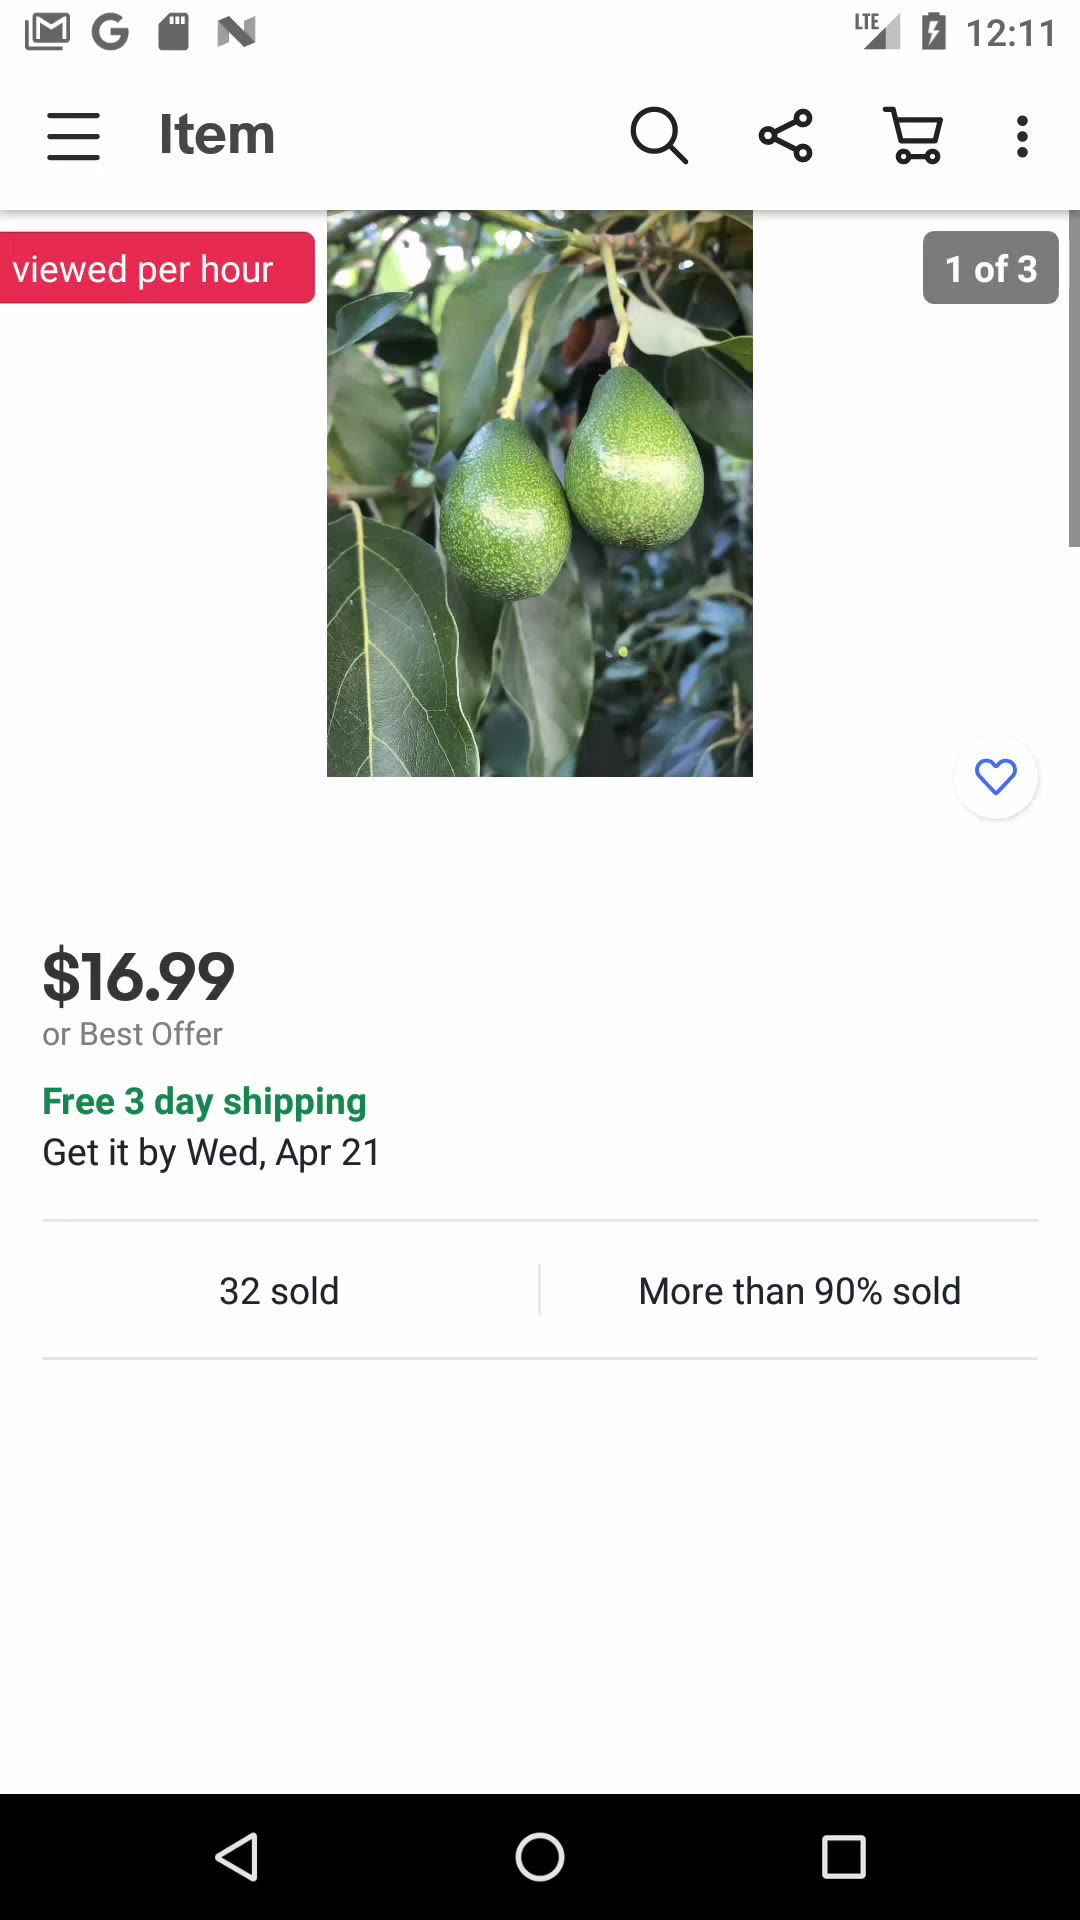 LTE 12:11
Item
viewed per hour
1 of 3
$16.99
or Best Offer
Free 3 day shipping
Get it by Wed, Apr 21
32 sold
More than 90% sold